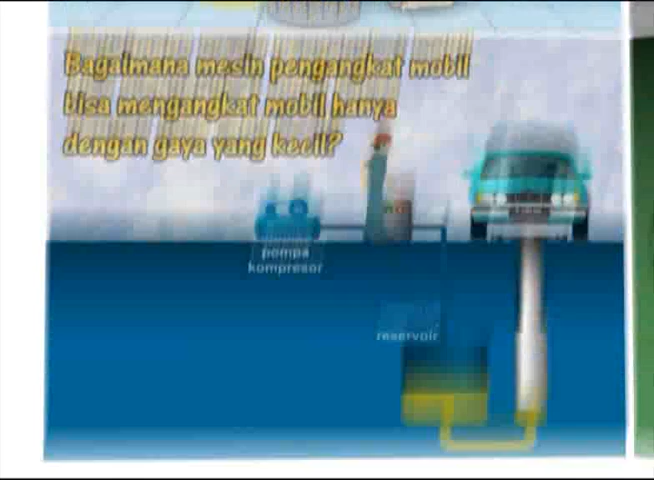 Bagaimana mesin pengangkat mobil
bisa mengangkat mobil hanya
dengan gaya yang kecil?
pompa
kompresor
reservoir